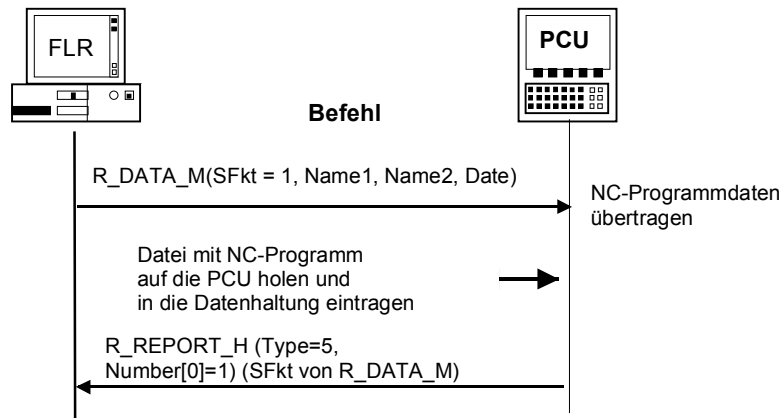 FLR
PCU
Befehl
R_DATA_M(SFkt = 1, Name1, Name2, Date)
NC-Programmdaten
übertragen
Datei mit NC-Programm
auf die PCU holen und
in die Datenhaltung eintragen
R_REPORT_H (Type=5,
Number[0]=1) (SFkt von R_DATA_M)